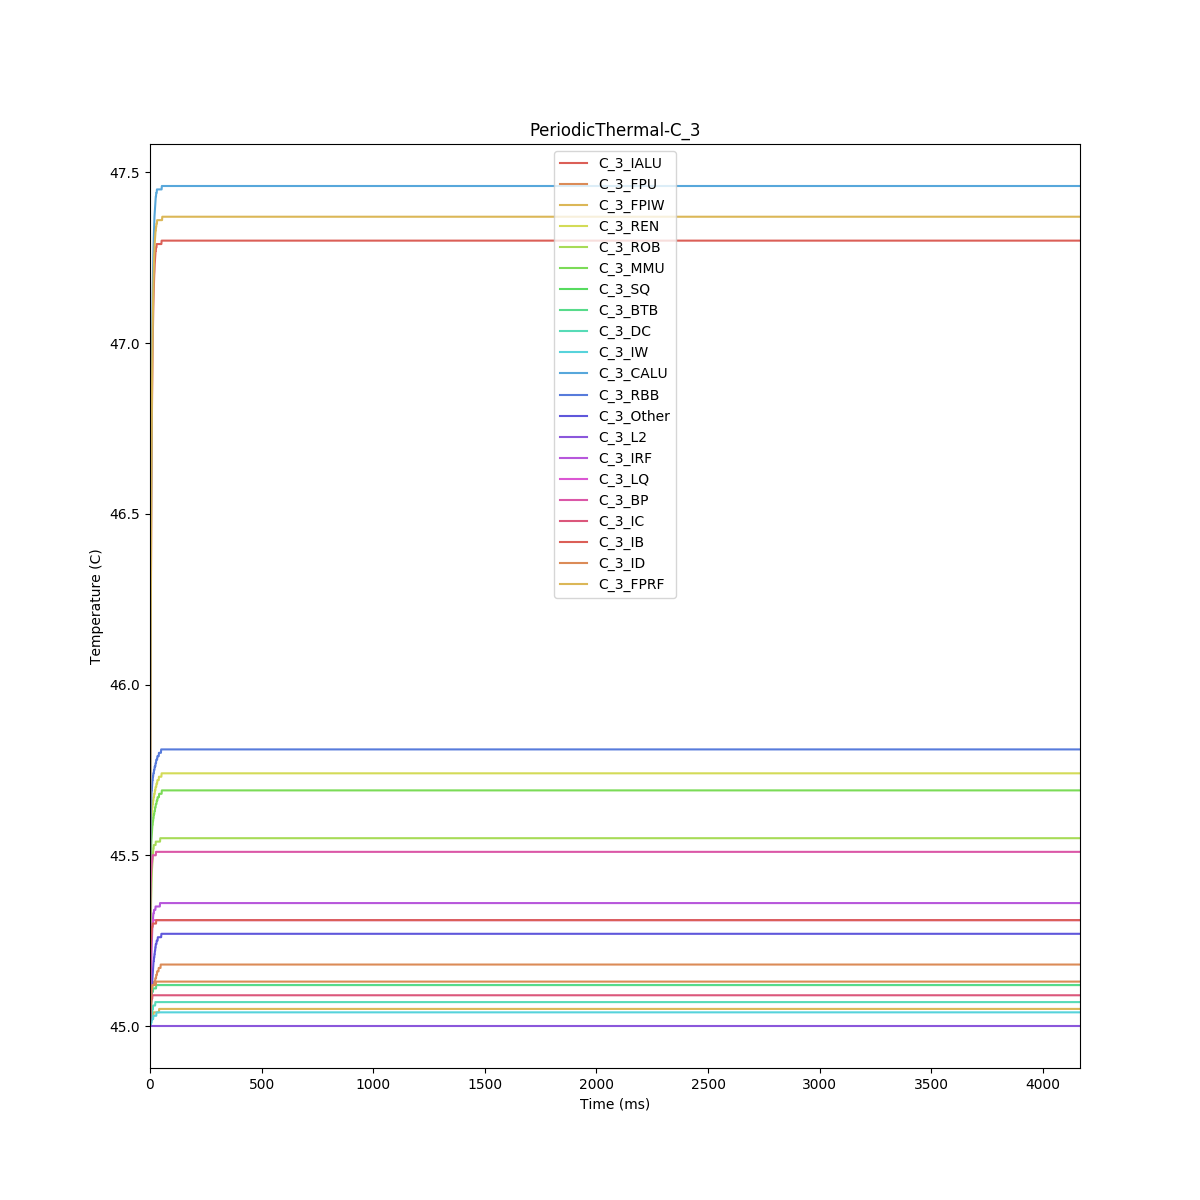 PeriodicThermal-C_3
47.5
47.0
46.5
46.0
45.5
45.0
Temperature (C)
C_3_IALU
C_3_FPU
C_3_FPIW
C_3_REN
C_3_ROB
C_3_MMU
C_3_SQ
C_3_BTB
C_3_DC
C_3_IW
C_3_CALU
C_3_RBB
C_3_Other
C_3_L2
C_3_IRF
C_3_LQ
C_3_BP
C_3_IC
C_3_IB
C_3_ID
C_3_FPRF
0 500 1000 1500 2000 2500 3000 3500 4000
Time (ms)